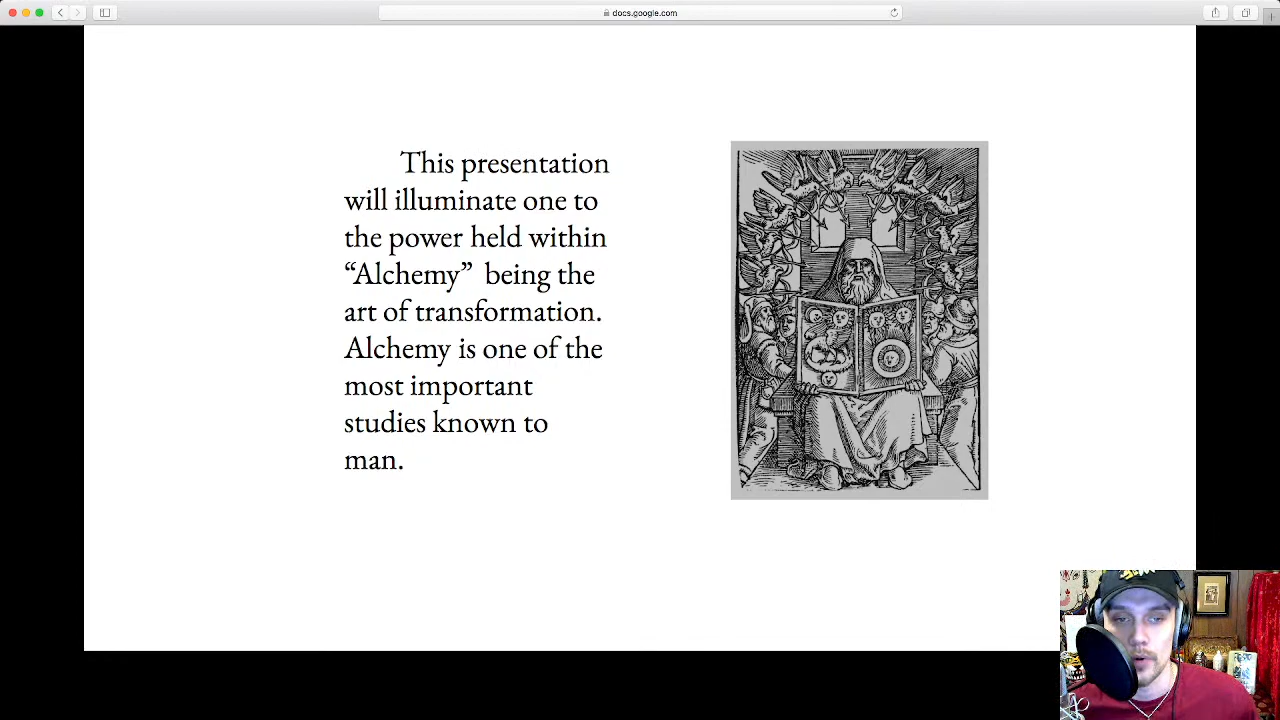 docs.google.com
This presentation
will illuminate one to
the power held within
“Alchemy”  being the
art of transformation.
Alchemy is one of the
most important
studies known to
man.